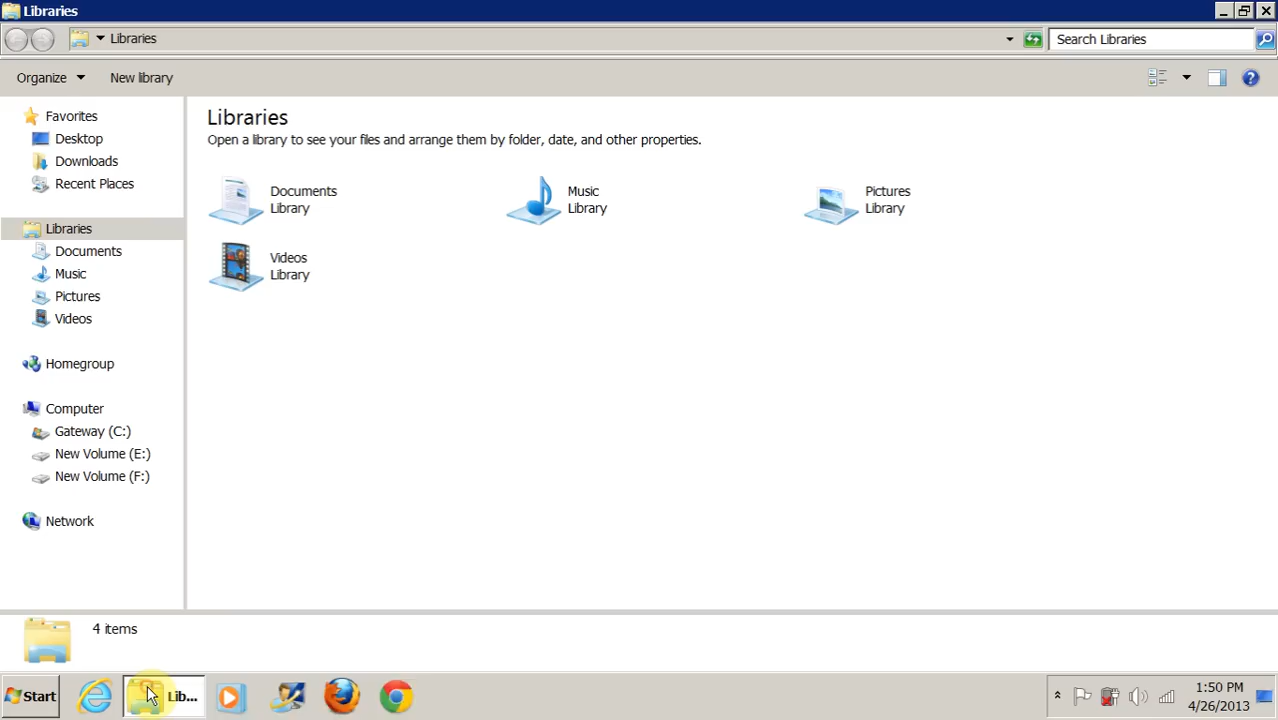 Libraries
Libraries
Search Libraries
Organize
New library
Favorites
Desktop
Downloads
Recent Places
Libraries
Documents
Music
Pictures
Videos
Homegroup
Computer
Gateway (C:)
New Volume (E:)
New Volume (F:)
Network
Libraries
Open a library to see your files and arrange them by folder, date, and other properties.
Documents
Library
Music
Library
Pictures
Library
Videos
Library
4 items
Start
Lib...
1:50 PM
4/26/2013